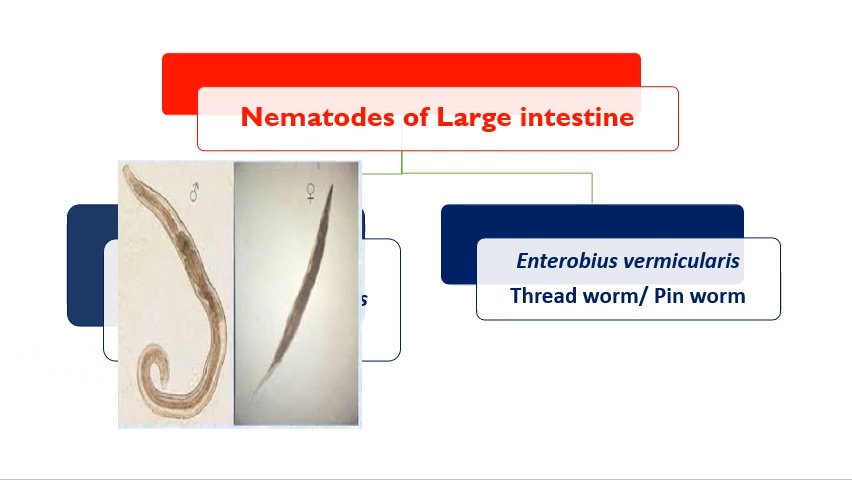 Nematodes of Large intestine
♂
♀
s
Enterobius vermicularis
Thread worm/ Pin worm